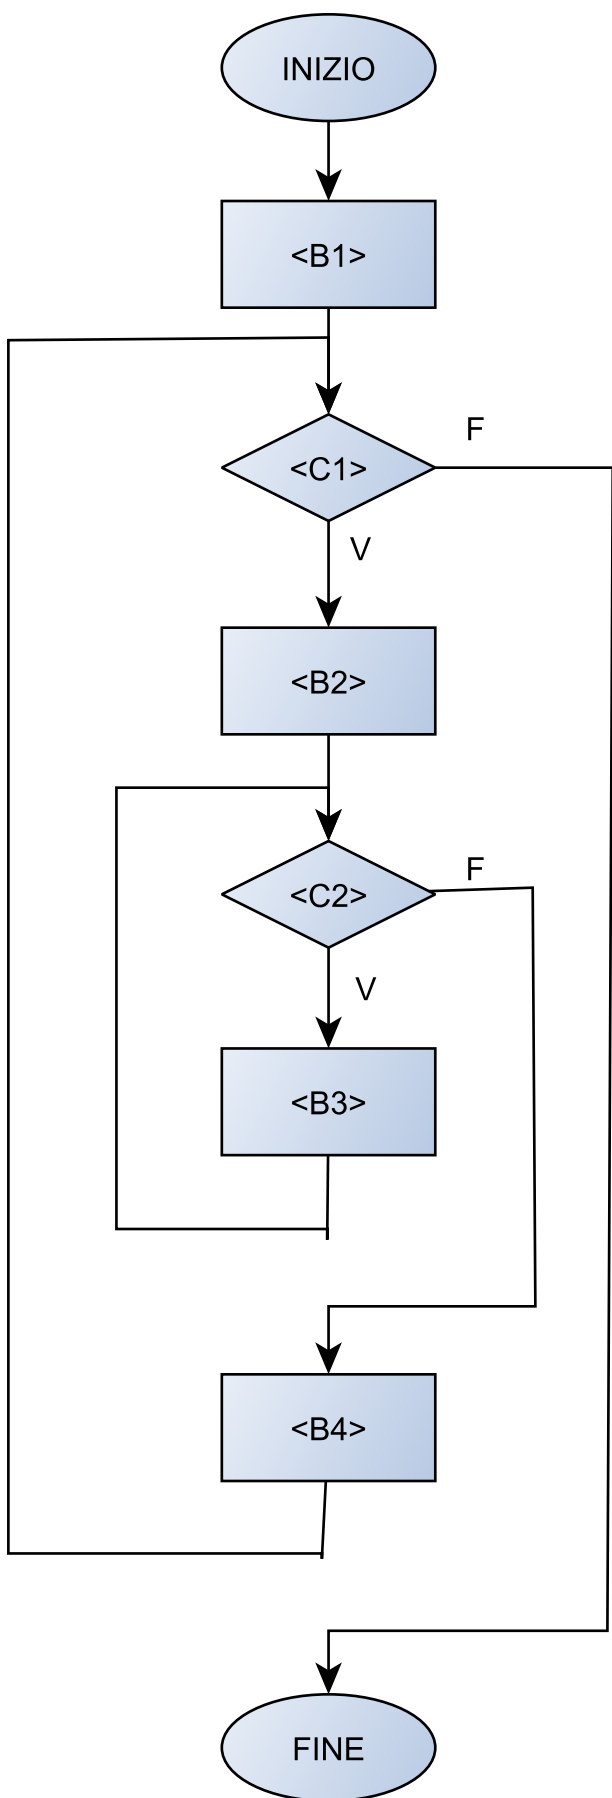 INIZIO
<B1>
<C1>
F
V
<B2>
<C2>
F
V
<B3>
<B4>
FINE